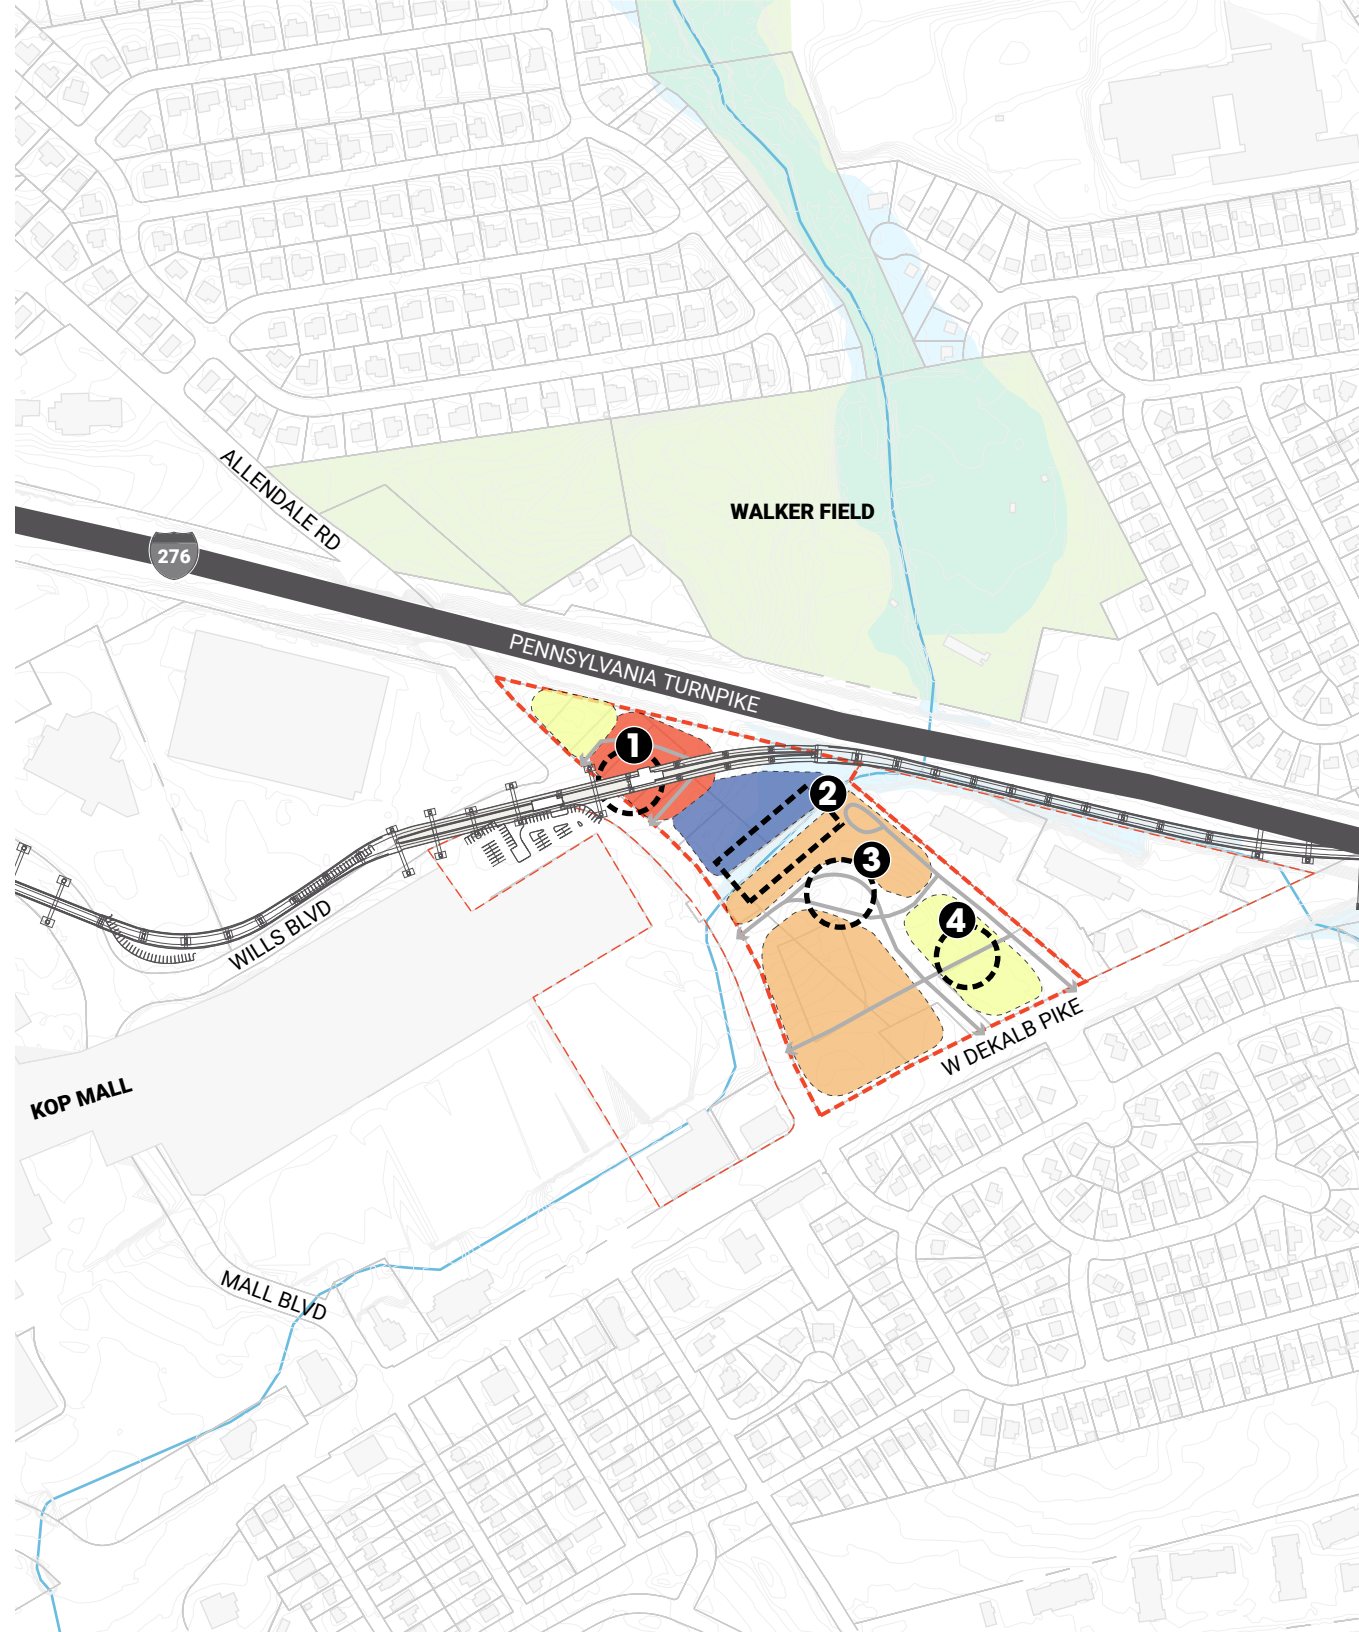 ALLENDALE RD
WALKER FIELD
276
PENNSYLVANIA TURNPIKE
1
2
3
4
WILLS BLVD
W DEKALB PIKE
KOP MALL
MALL BLVD